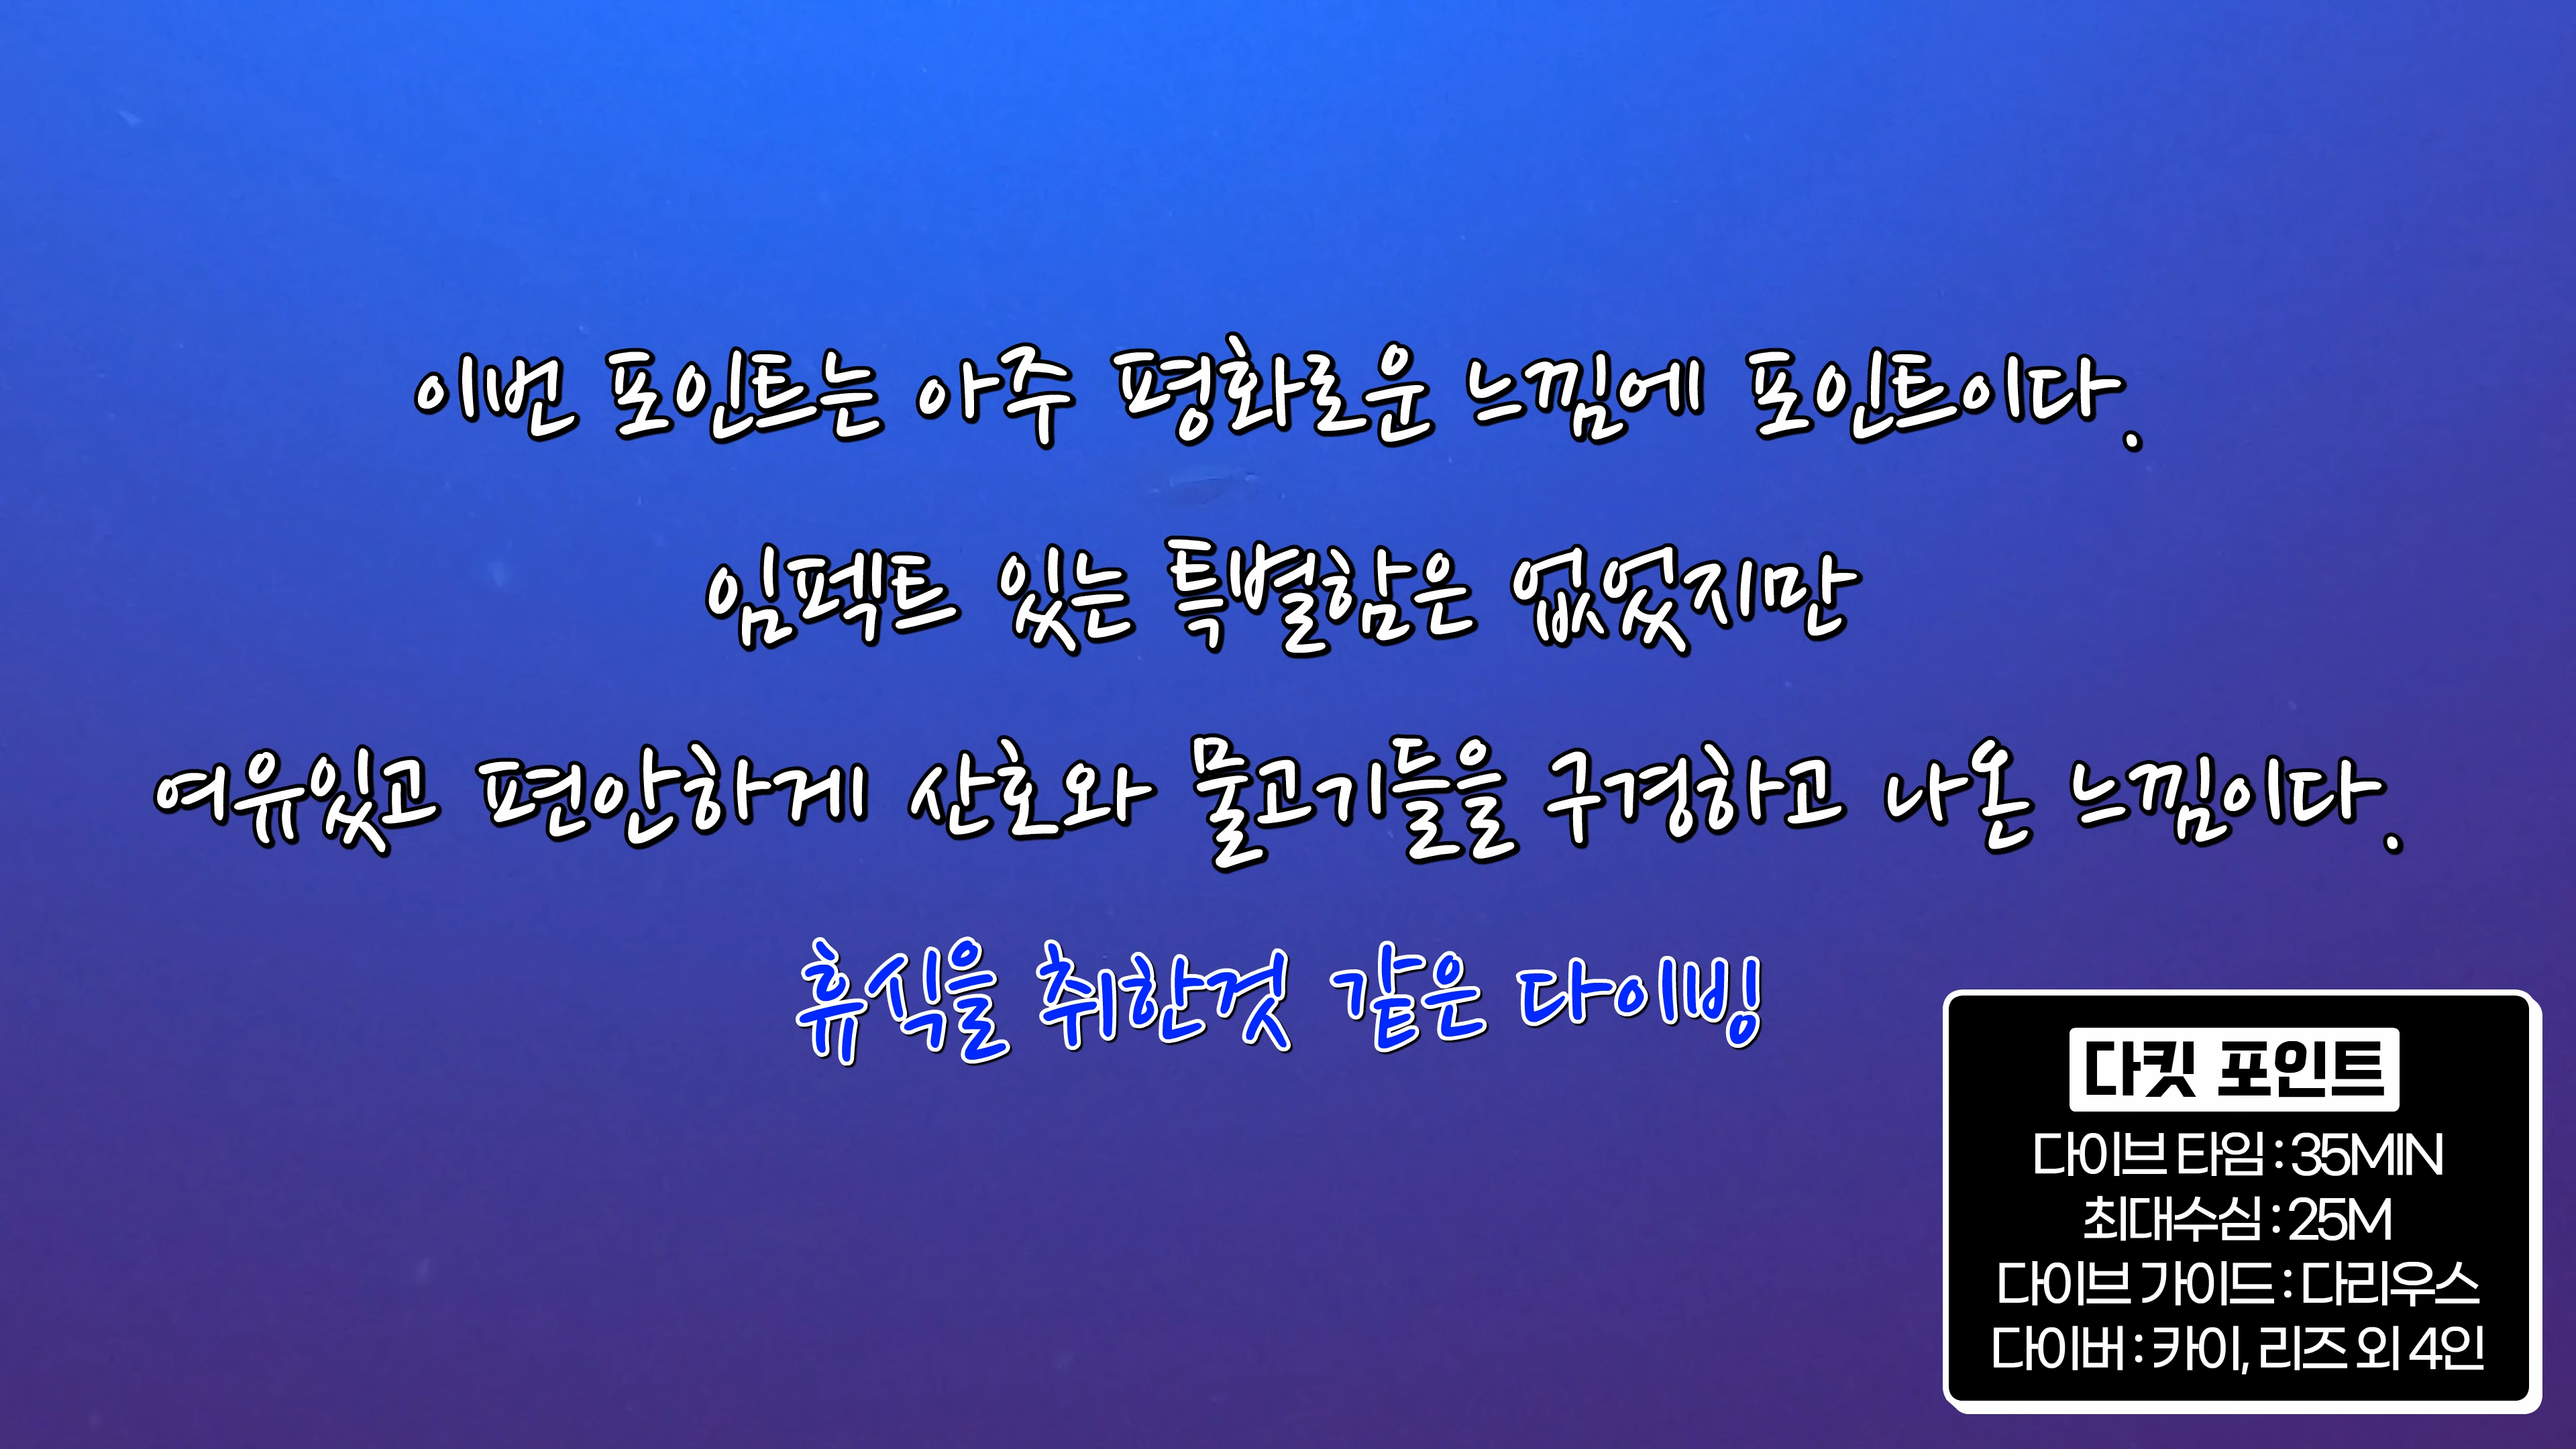 이번 포인트는 아주 평화로운 느낌에 포인트이다.
임펙트 있는 특별함은 없었지만
여유있고 편안하게 산호와 물고기들을 구경하고 나온 느낌이다.
휴식을 취한것 같은 다이빙
다킷 포인트
다이브 타임 : 35MIN
최대수심 : 25M
다이브 가이드 : 다리우스
다이버 : 카이, 리즈 외 4인